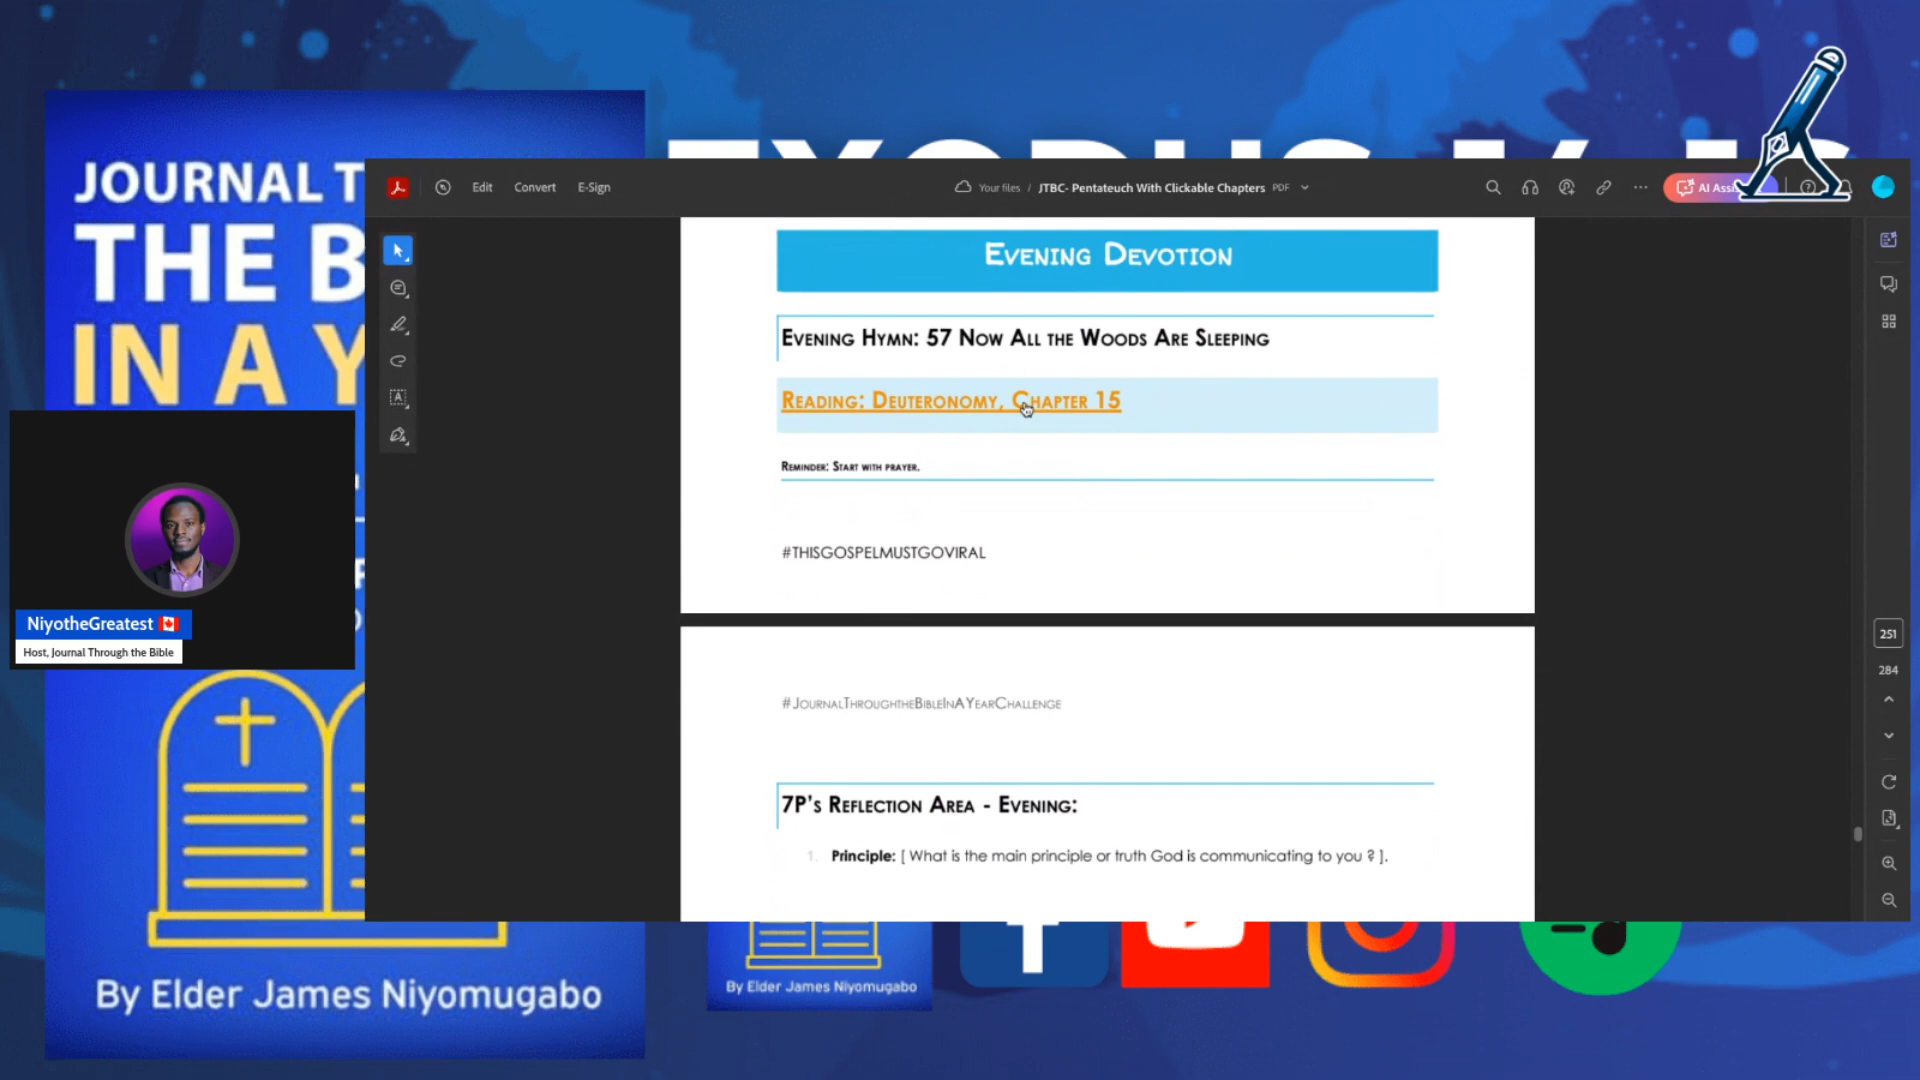 JOURNAL T
THE B
IN A Y
EXODUS
Edit
Convert
E-Sign
Your files / JTBC- Pentateuch With Clickable Chapters PDF
AI Ass
EVENING DEVOTION
EVENING HYMN: 57 NOW ALL THE WOODS ARE SLEEPING
READING: DEUTERONOMY, CHAPTER 15
REMINDER: START WITH PRAYER.
#THISGOSPELMUSTGOVIRAL
NiyotheGreatest
Host, Journal Through the Bible
251
284
#JOURNALTHROUGHTHEBIBLEINAYEARCHALLENGE
7P'S REFLECTION AREA - EVENING:
1. Principle: [ What is the main principle or truth God is communicating to you ? ].
By Elder James Niyomugabo
By Elder James Niyomugabo